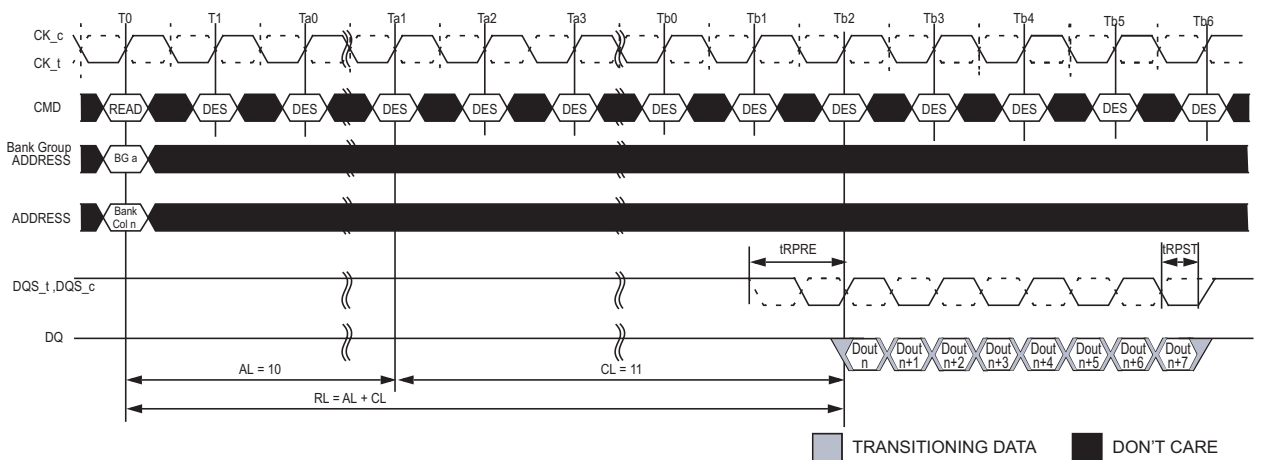 T0 T1 Ta0 Ta1 Ta2 Ta3 Tb0 Tb1 Tb2 Tb3 Tb4 Tb5 Tb6
CK_c
CK_t
CMD READ DES DES DES DES DES DES DES DES DES DES DES DES
Bank Group
ADDRESS BG a
ADDRESS Bank
Col n
tRPRE tRPST
DQS_t ,DQS_c
DQ
Dout Dout Dout Dout Dout Dout Dout Dout
n n+1 n+2 n+3 n+4 n+5 n+6 n+7
AL = 10 CL = 11
RL = AL + CL
TRANSITIONING DATA DON'T CARE